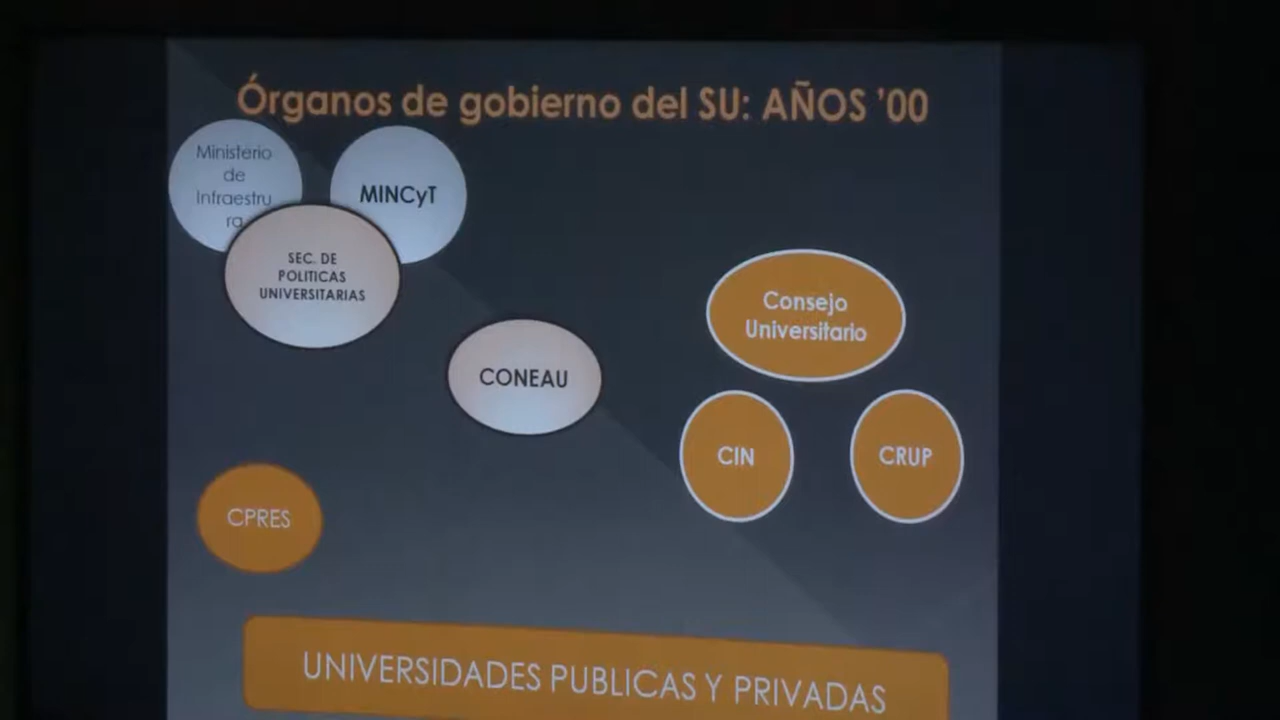 Órganos de gobierno del SU: AÑOS '00
Ministerio
de
Infraestru
ra
MINCyT
SEC. DE
POLITICAS
UNIVERSITARIAS
Consejo
Universitario
CONEAU
CIN
CRUP
CPRES
UNIVERSIDADES PUBLICAS Y PRIVADAS